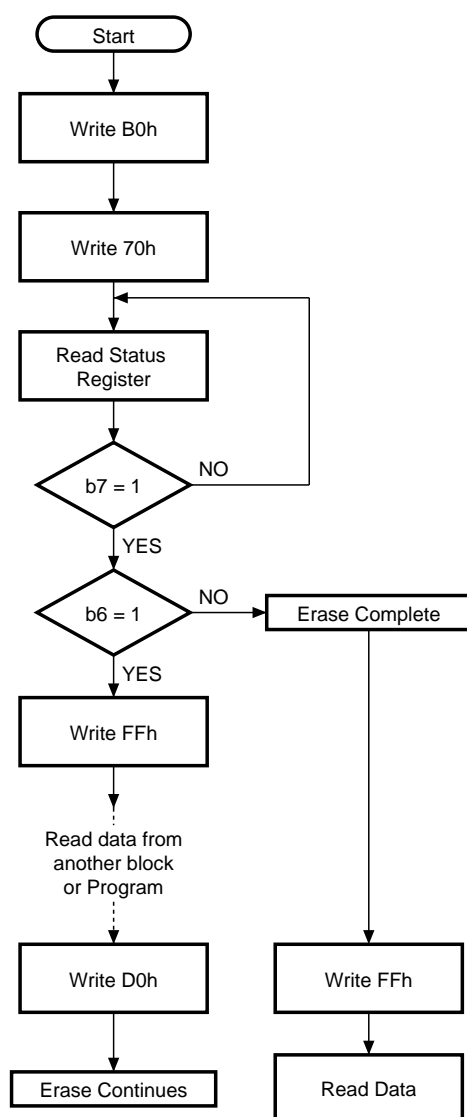 Start
Write B0h
Write 70h
Read Status
Register
b7 = 1
NO
YES
b6 = 1
NO
Erase Complete
YES
Write FFh
Read data from
another block
or Program
Write D0h
Write FFh
Erase Continues
Read Data